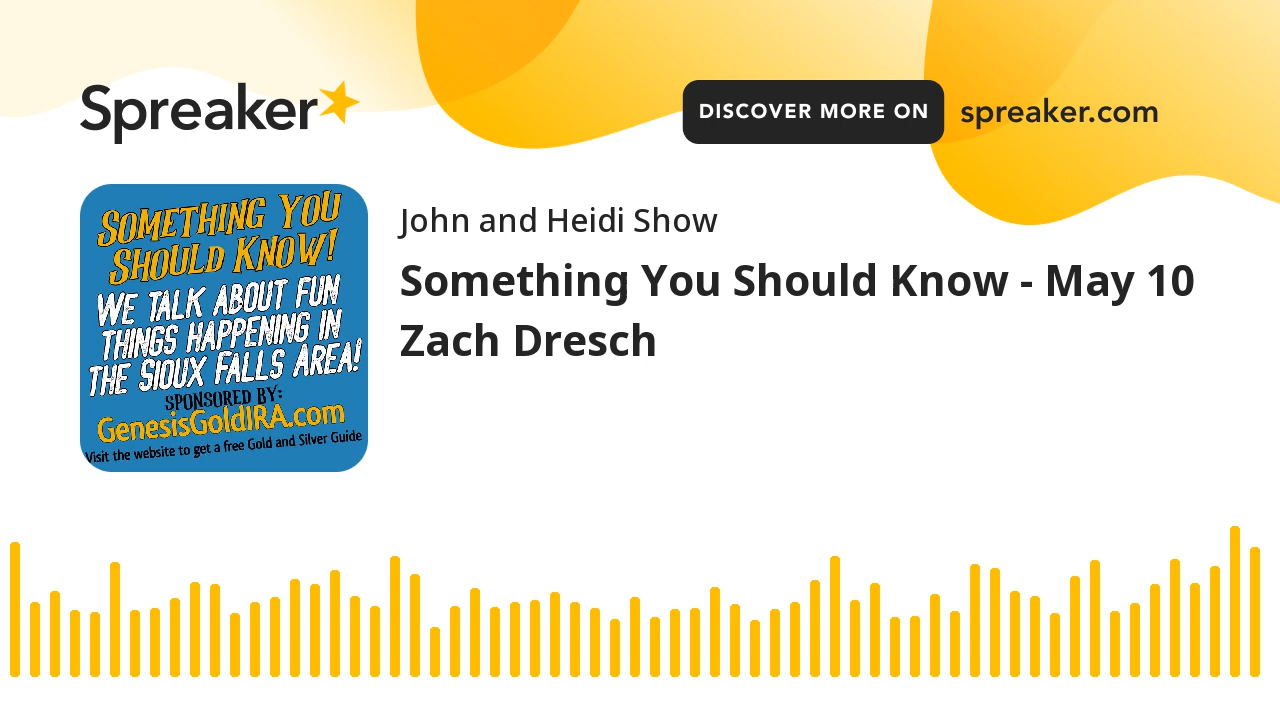 Spreaker
DISCOVER MORE ON
spreaker.com
SOMETHING YOU
SHOULD KNOW!
WE TALK ABOUT FUN
THINGS HAPPENING IN
THE SIOUX FALLS AREA!
SPONSORED BY:
GenesisGoldIRA.com
Visit the website to get a free Gold and Silver Guide
John and Heidi Show
Something You Should Know - May 10
Zach Dresch